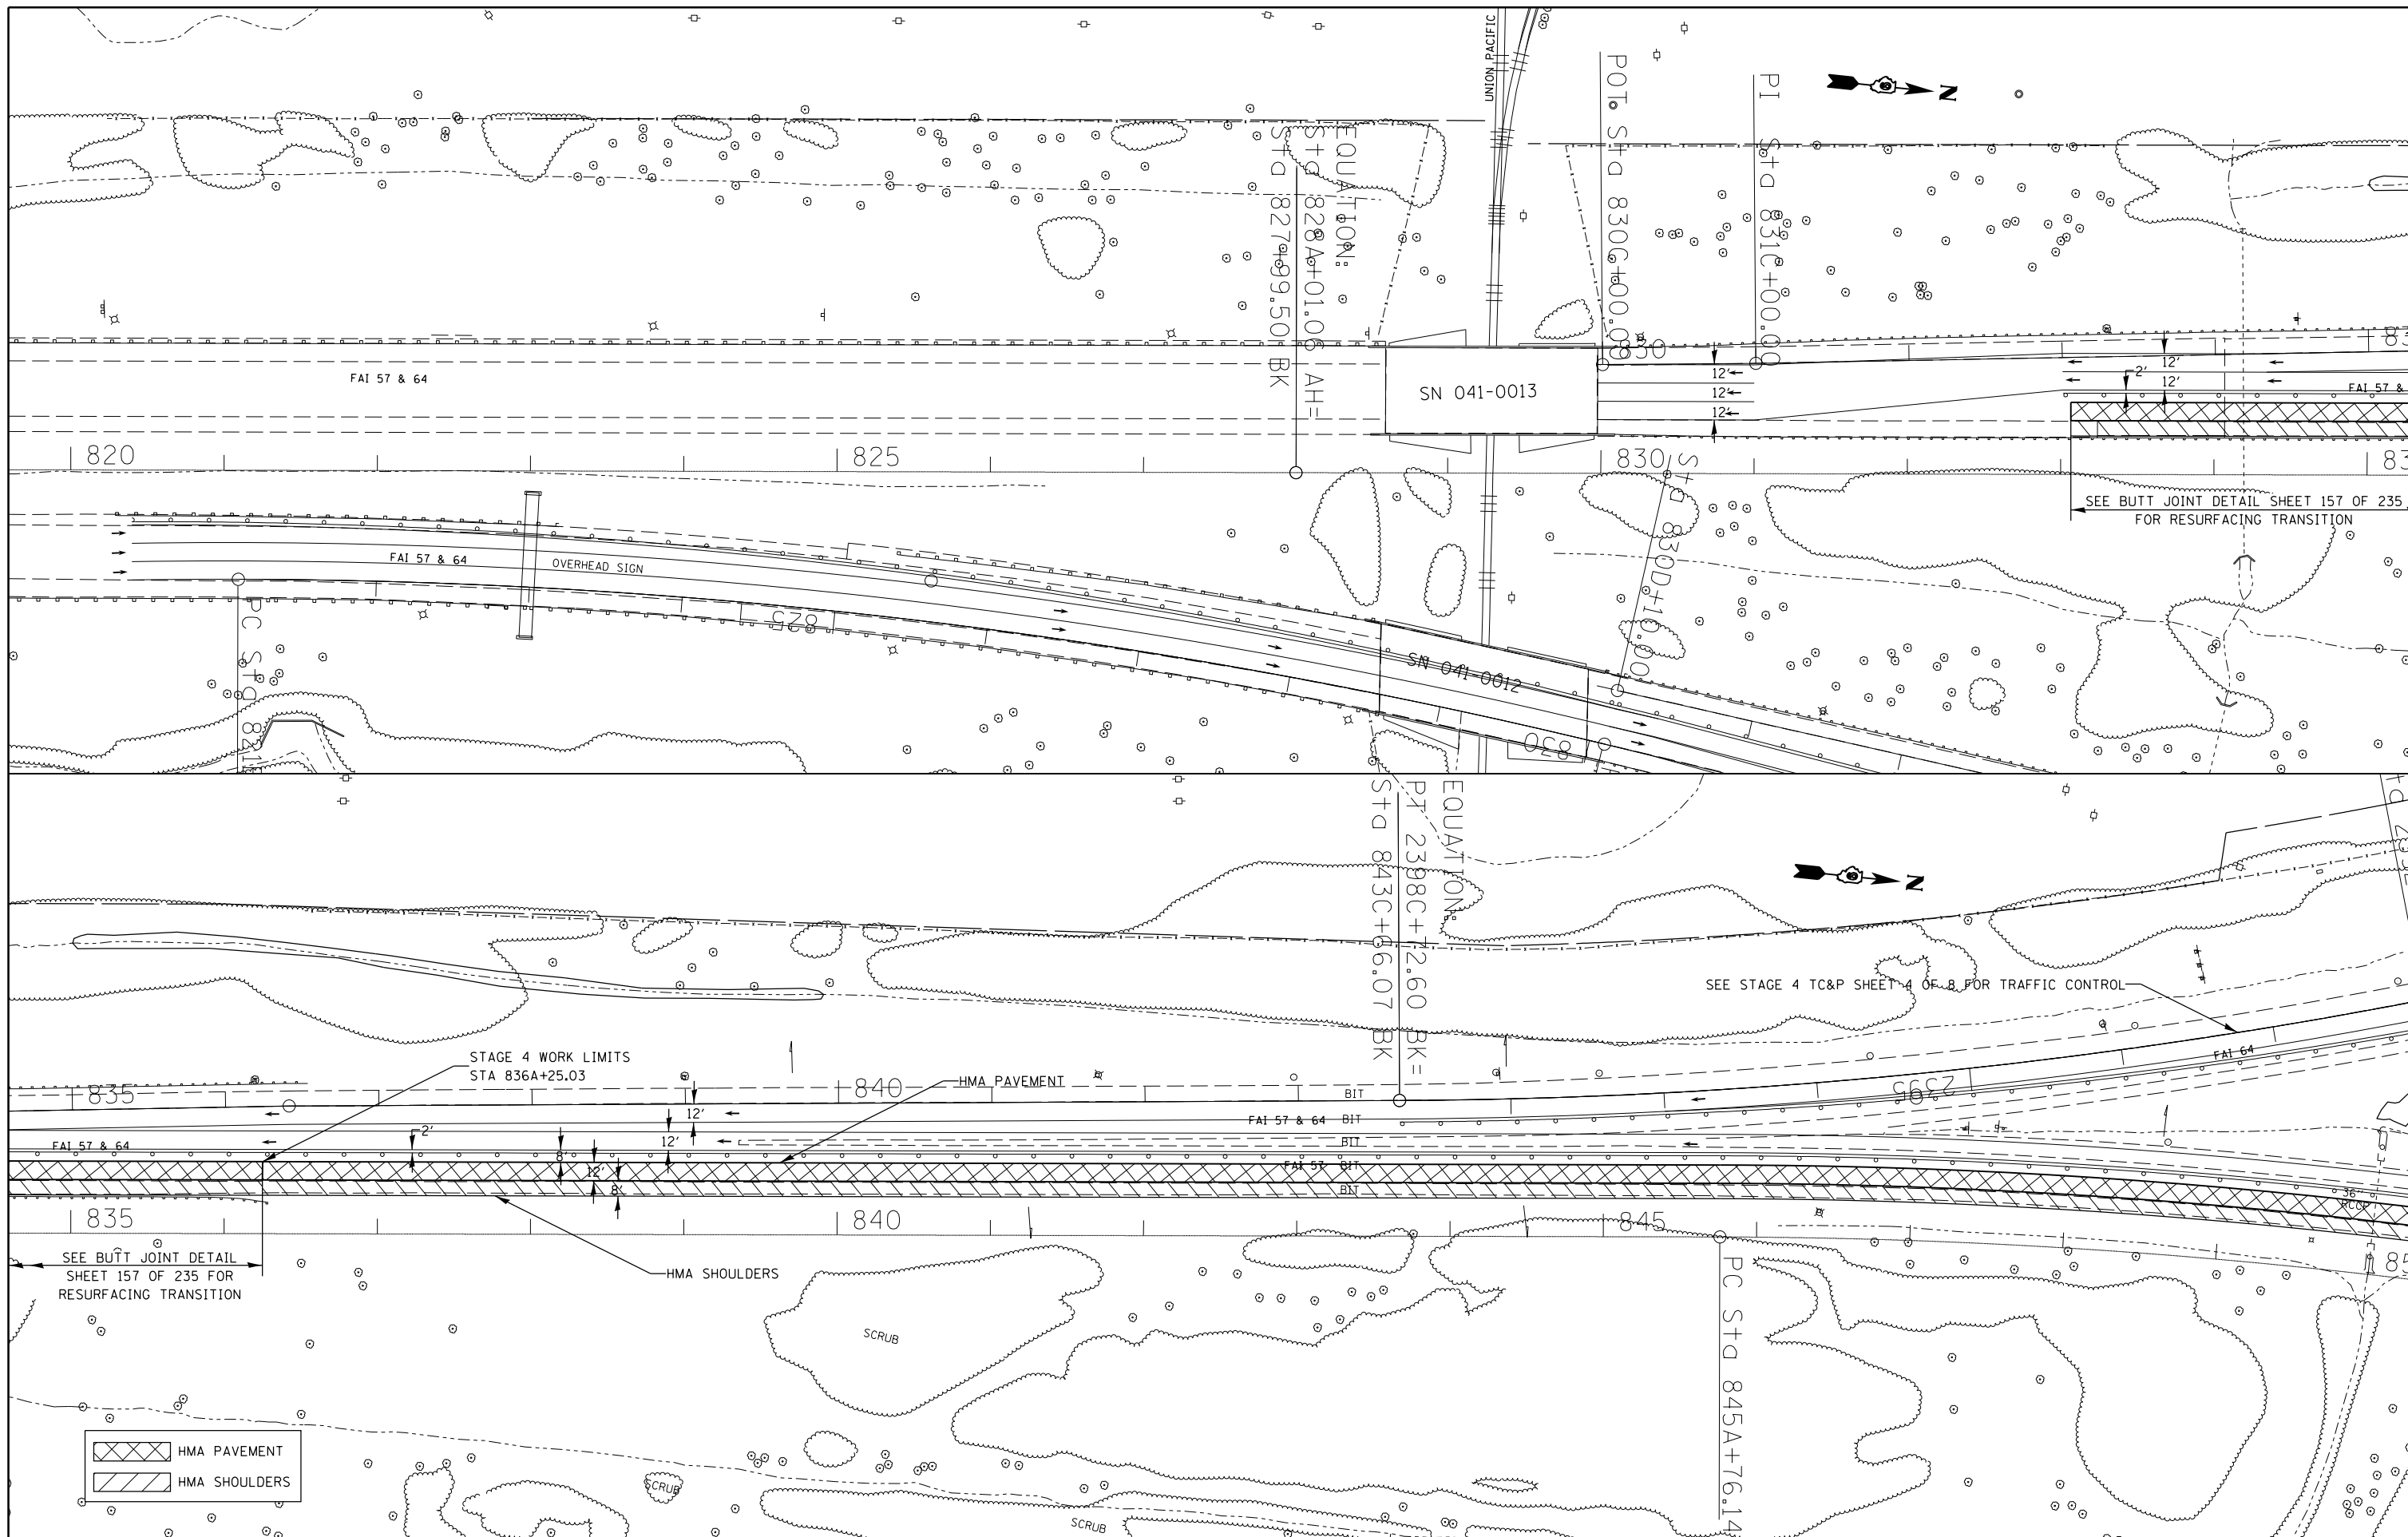 UNION PACIFIC
POT Sta 830C+00.00
PI Sta 831C+00.00
N
EQUATION:
Sta 828A+01.06 AH=
Sta 827+99.50 BK
830
FAI 57 & 64
SN 041-0013
12'
12'
12'
12'
2'
12'
FAI 57 &
820
825
830
Sta 830D+10.00
SEE BUTT JOINT DETAIL SHEET 157 OF 235
FOR RESURFACING TRANSITION
FAI 57 & 64
OVERHEAD SIGN
825
SN 041-0012
830
PC Sta 821
EQUATION:
PT 2398C+72.60 BK=
Sta 843C+66.07 BK
N
SEE STAGE 4 TC&P SHEET 4 OF 8 FOR TRAFFIC CONTROL
STAGE 4 WORK LIMITS
STA 836A+25.03
HMA PAVEMENT
835
840
BIT
2395
FAI 64
12'
FAI 57 & 64
BIT
2'
12'
BIT
FAI 57 & 64
8'
12'
FAI 57
BIT
8'
BIT
36"
RCCP
835
840
845
SEE BUTT JOINT DETAIL
SHEET 157 OF 235 FOR
RESURFACING TRANSITION
HMA SHOULDERS
PC Sta 845A+76.14
SCRUB
HMA PAVEMENT
HMA SHOULDERS
SCRUB
SCRUB